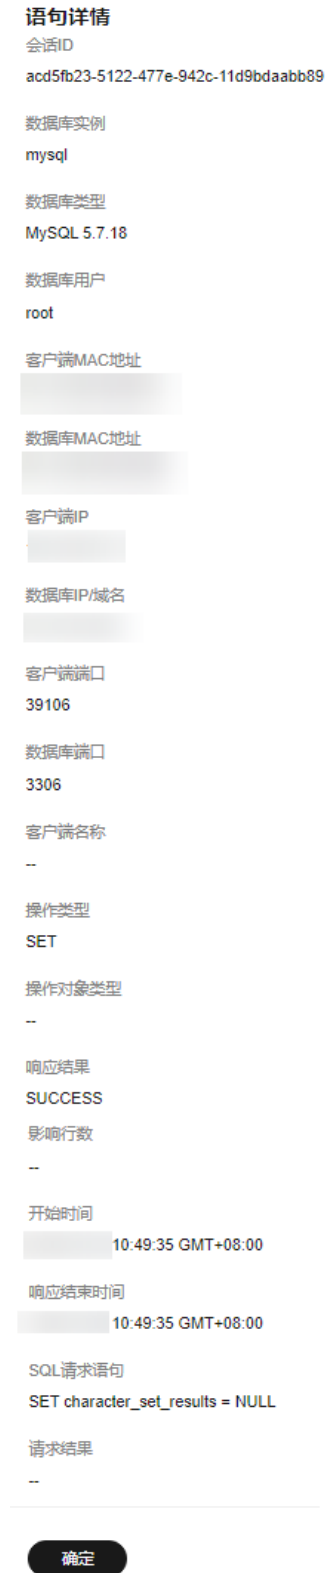 语句详情
会话ID
acd5fb23-5122-477e-942c-11d9bdaabb89
数据库实例
mysql
数据库类型
MySQL 5.7.18
数据库用户
root
客户端MAC地址
数据库MAC地址
客户端IP
数据库IP/域名
客户端端口
39106
数据库端口
3306
客户端名称
--
操作类型
SET
操作对象类型
--
响应结果
SUCCESS
影响行数
--
开始时间
10:49:35 GMT+08:00
响应结束时间
10:49:35 GMT+08:00
SQL请求语句
SET character_set_results = NULL
请求结果
--
确定